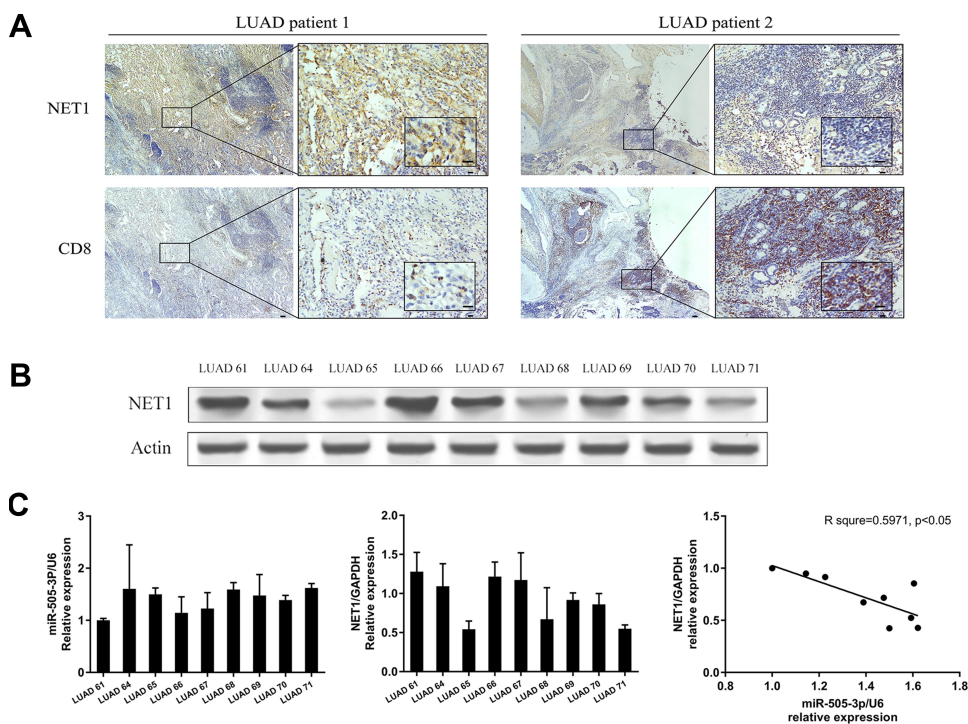 A
LUAD patient 1
LUAD patient 2
NET1
CD8
B
LUAD 61 LUAD 64 LUAD 65 LUAD 66 LUAD 67 LUAD 68 LUAD 69 LUAD 70 LUAD 71
NET1
Actin
C
miR-505-3P/U6
Relative expression
3
2
1
0
LUAD 61 LUAD 64 LUAD 65 LUAD 66 LUAD 67 LUAD 68 LUAD 69 LUAD 70 LUAD 71
NET1/GAPDH
Relative expression
2.0
1.5
1.0
0.5
0.0
LUAD 61 LUAD 64 LUAD 65 LUAD 66 LUAD 67 LUAD 68 LUAD 69 LUAD 70 LUAD 71
R squre=0.5971, p<0.05
NET1/GAPDH
relative expression
1.5
1.0
0.5
0.0
0.8 1.0 1.2 1.4 1.6 1.8
miR-505-3p/U6
relative expression